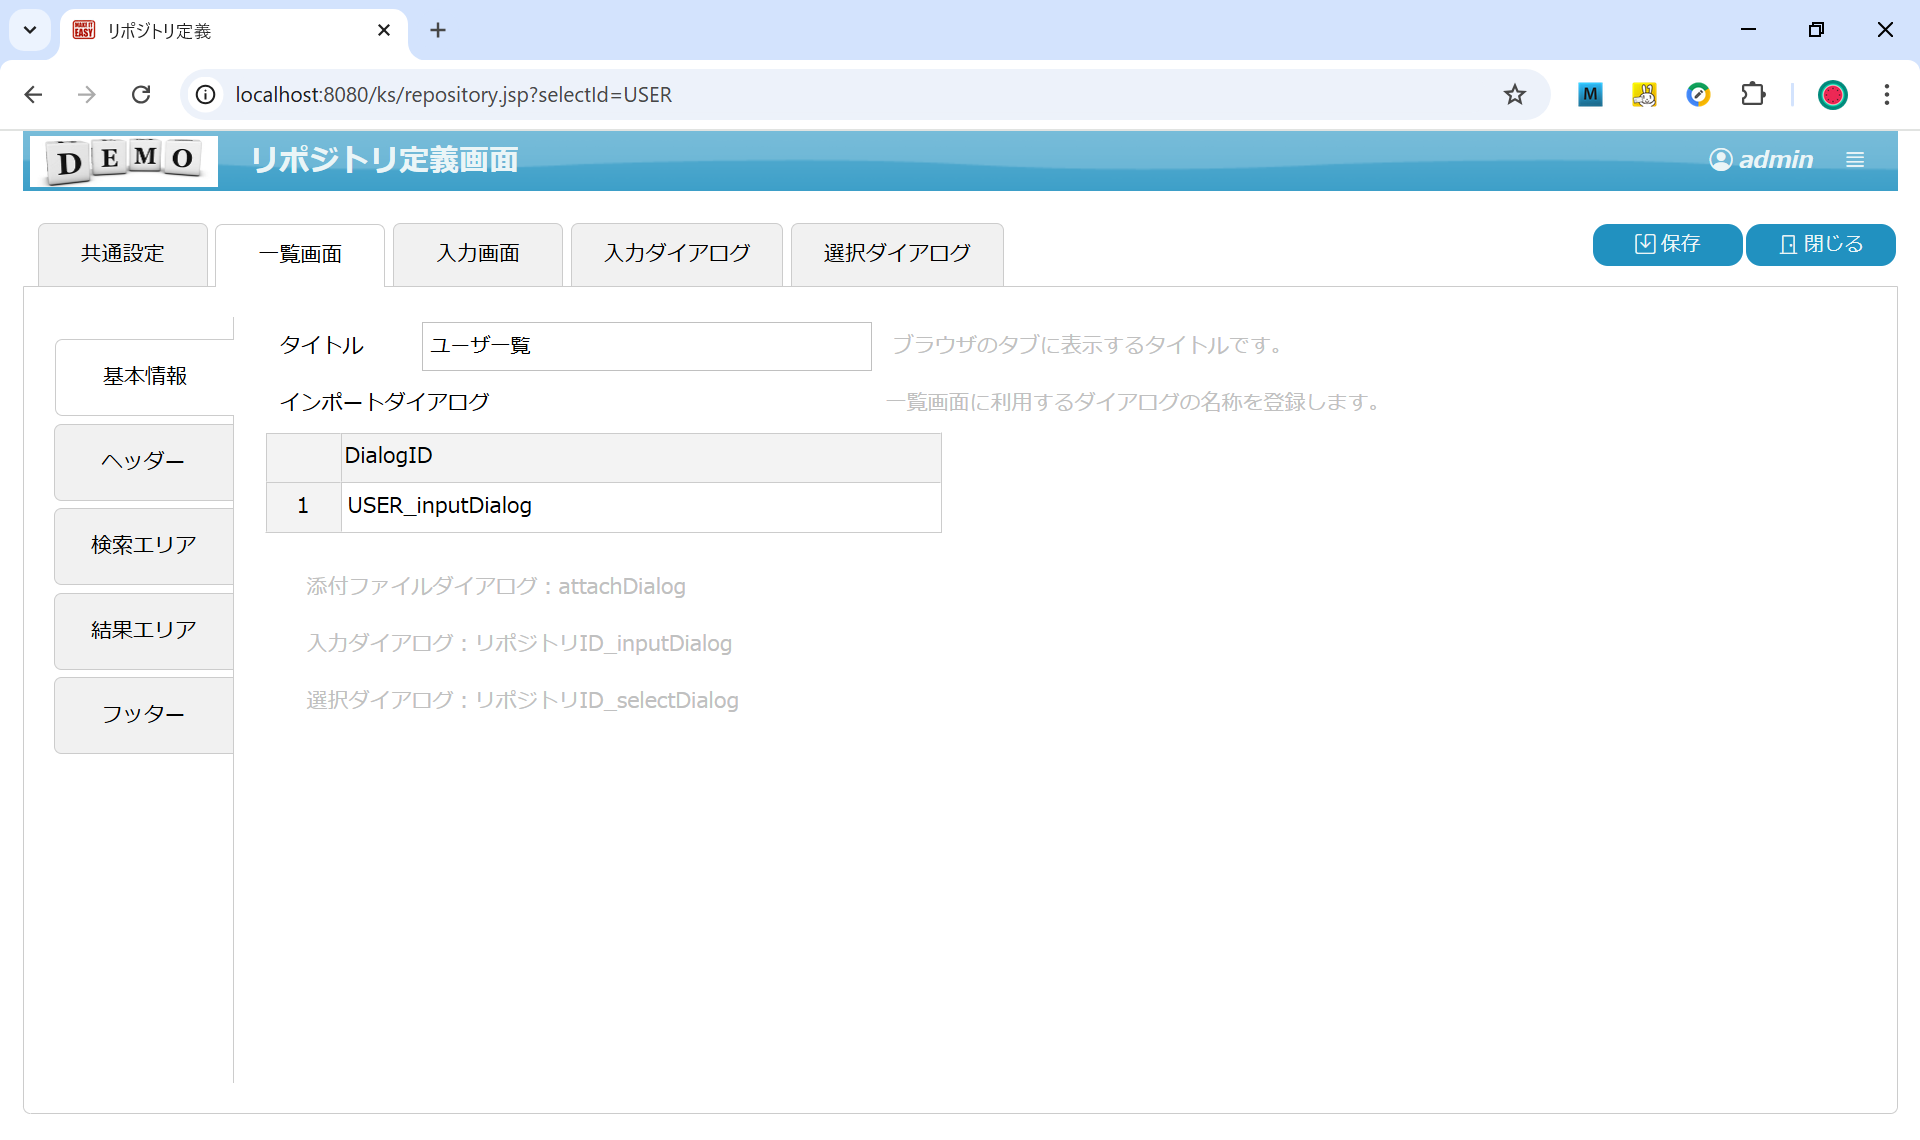 リポジトリ定義
localhost:8080/ks/repository.jsp?selectId=USER
M
DEMO
リポジトリ定義画面
admin
共通設定
一覧画面
入力画面
入力ダイアログ
選択ダイアログ
保存
閉じる
基本情報
ヘッダー
検索エリア
結果エリア
フッター
タイトル
ユーザ一覧
ブラウザのタブに表示するタイトルです。
インポートダイアログ
一覧画面に利用するダイアログの名称を登録します。
DialogID
1 USER_inputDialog
添付ファイルダイアログ : attachDialog
入力ダイアログ : リポジトリID_inputDialog
選択ダイアログ : リポジトリID_selectDialog